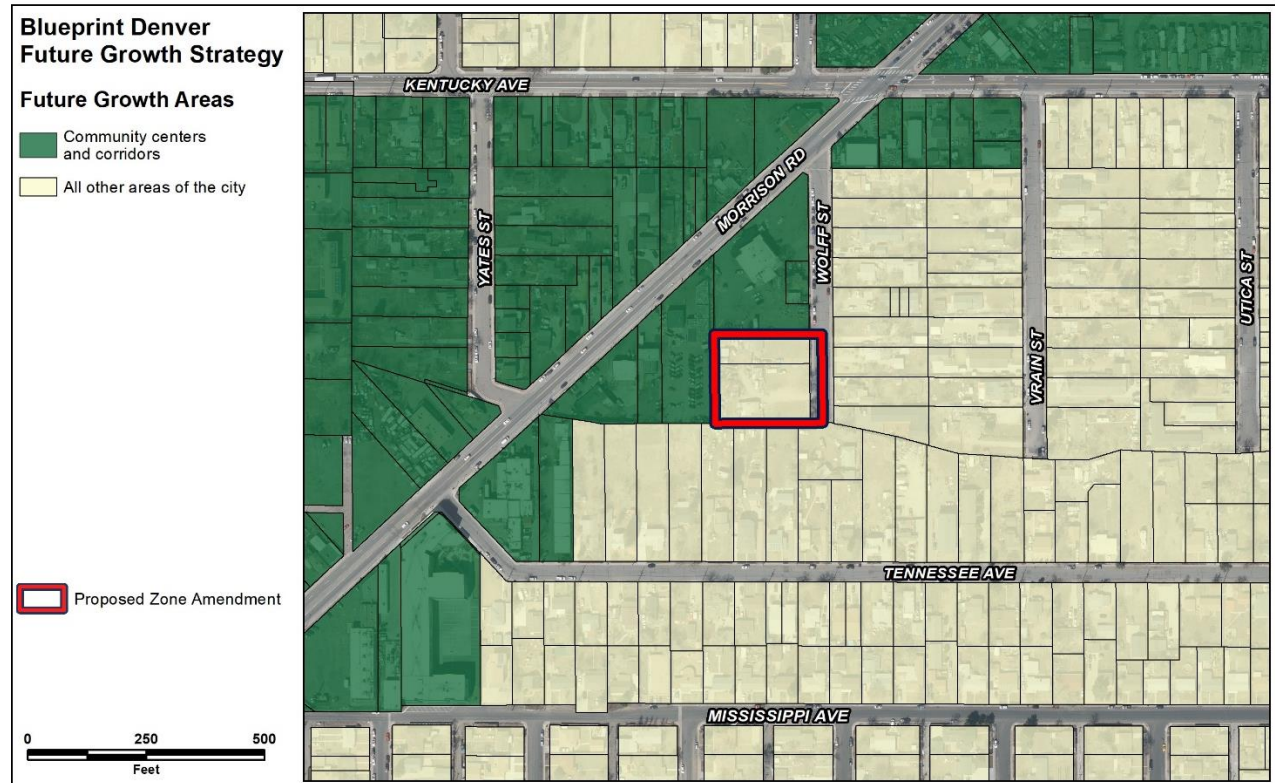 Blueprint Denver
Future Growth Strategy
Future Growth Areas
Community centers
and corridors
All other areas of the city
Proposed Zone Amendment
0 250 500
Feet
KENTUCKY AVE
YATES ST
MORRISON RD
WOLFF ST
VRAIN ST
UTICA ST
TENNESSEE AVE
MISSISSIPPI AVE